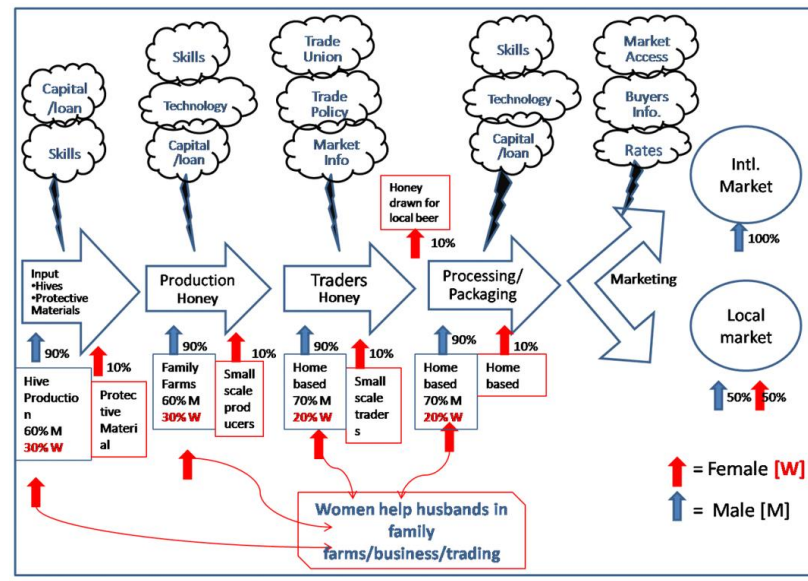 Capital
/loan
Skills
Skills
Technology
Capital
/loan
Trade
Union
Trade
Policy
Market
Info
Skills
Technology
Capital
/loan
Market
Access
Buyers
Info.
Rates
Intl.
Market
100%
Honey
drawn for
local beer
10%
Input
•Hives
•Protective
Materials
Production
Honey
Traders
Honey
Processing/
Packaging
Marketing
Local
market
50%
50%
90%
10%
90%
10%
90%
10%
90%
10%
Hive
Productio
n
60% M
30% W
Protec
tive
Materi
al
Family
Farms
60% M
30% W
Small
scale
prod
ucers
Home
based
70% M
20% W
Small
scale
trader
s
Home
based
70% M
20% W
Home
based
Women help husbands in
family
farms/business/trading
= Female [W]
= Male [M]